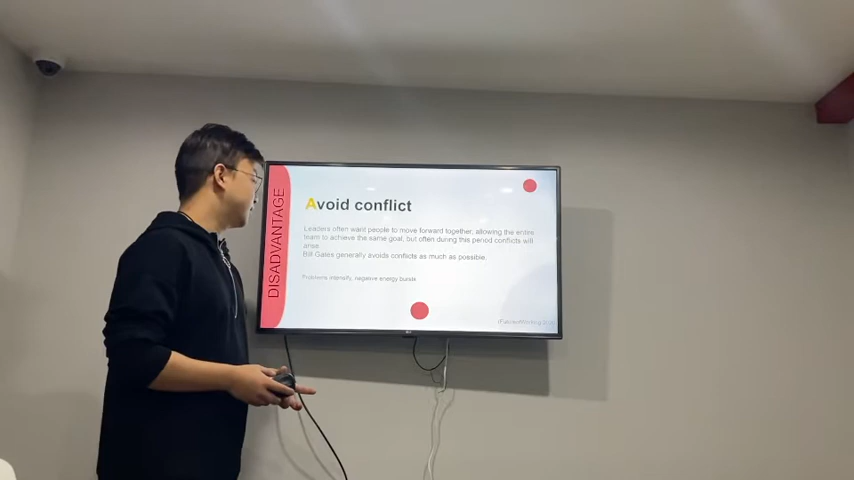 DISADVANTAGE
Avoid conflict
Leaders often want people to move forward together, allowing the entire
team to achieve the same goal, but often during this period conflicts will
arise.
Bill Gates generally avoids conflicts as much as possible.
Problems intensify, negative energy builds